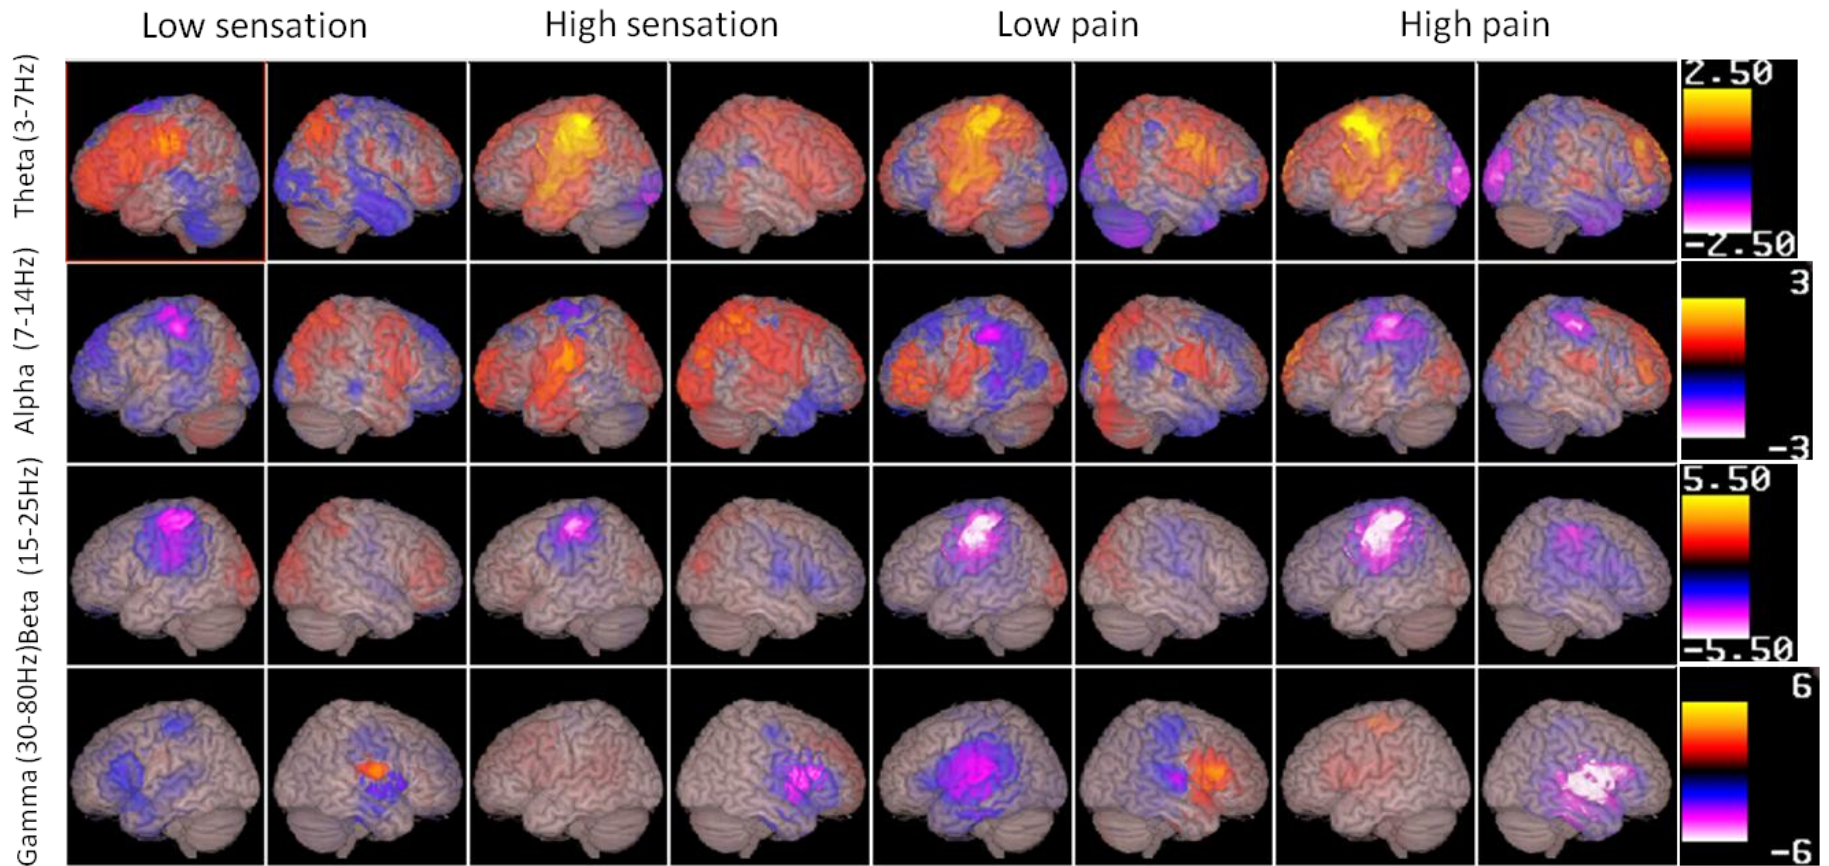 Low sensation High sensation Low pain High pain
Theta (3-7Hz)
2.50
-2.50
Alpha (7-14Hz)
3
-3
Beta (15-25Hz)
5.50
-5.50
Gamma (30-80Hz)
6
-6